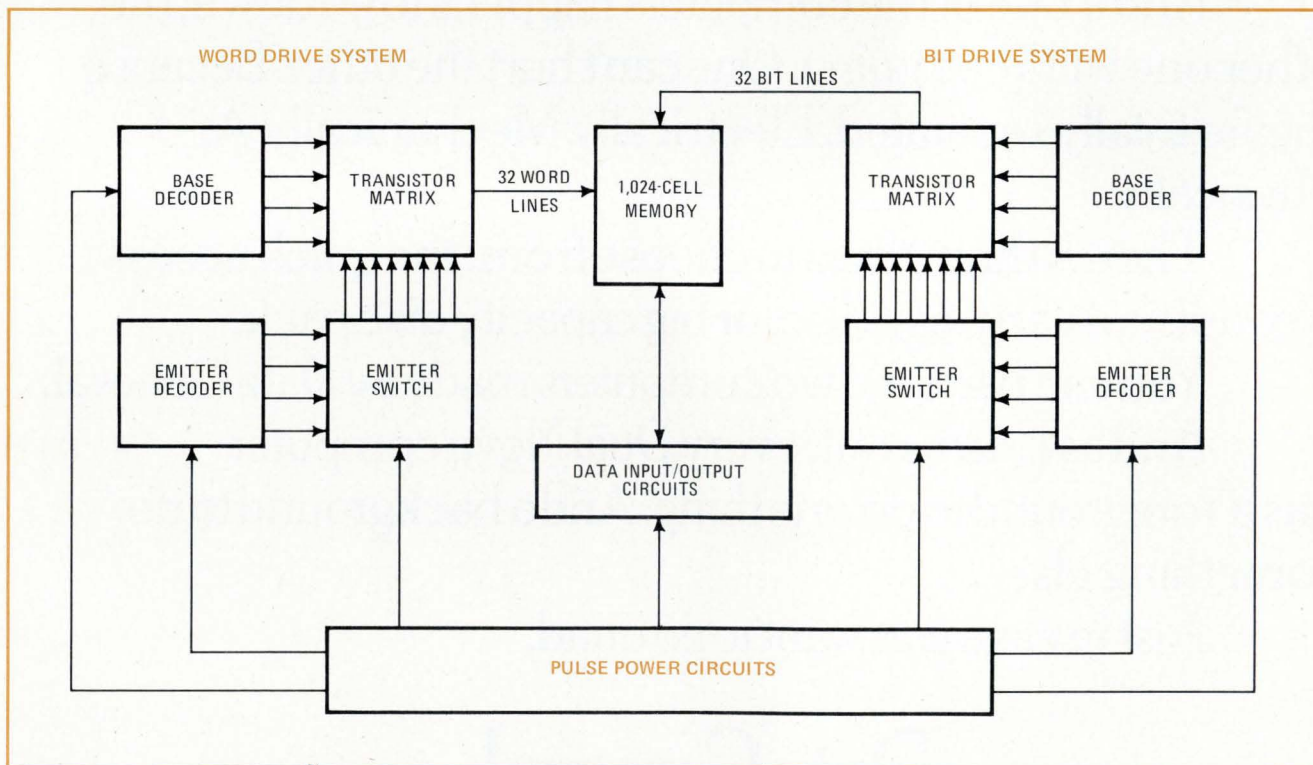 WORD DRIVE SYSTEM
BIT DRIVE SYSTEM
32 BIT LINES
BASE
DECODER
TRANSISTOR
MATRIX
32 WORD
LINES
1,024-CELL
MEMORY
TRANSISTOR
MATRIX
BASE
DECODER
EMITTER
DECODER
EMITTER
SWITCH
EMITTER
SWITCH
EMITTER
DECODER
DATA INPUT/OUTPUT
CIRCUITS
PULSE POWER CIRCUITS